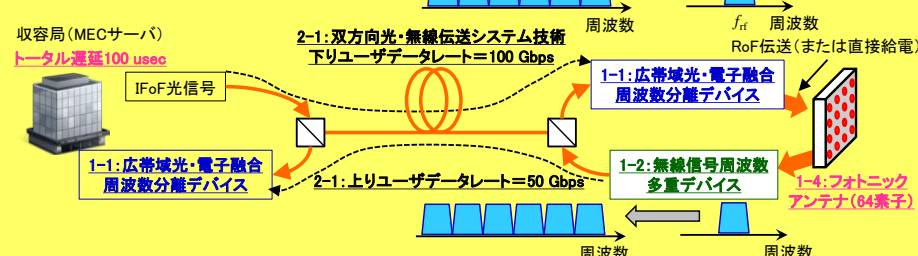 周波数
f_rf 周波数
収容局(MECサーバ)
トータル遅延100 usec
2-1:双方向光・無線伝送システム技術
下りユーザデータレート=100 Gbps
RoF伝送(または直接給電)
IFoF光信号
1-1:広帯域光・電子融合
周波数分離デバイス
1-1:広帯域光・電子融合
周波数分離デバイス
2-1:上りユーザデータレート=50 Gbps
1-2:無線信号周波数
多重デバイス
1-4:フォトニック
アンテナ(64素子)
周波数
周波数